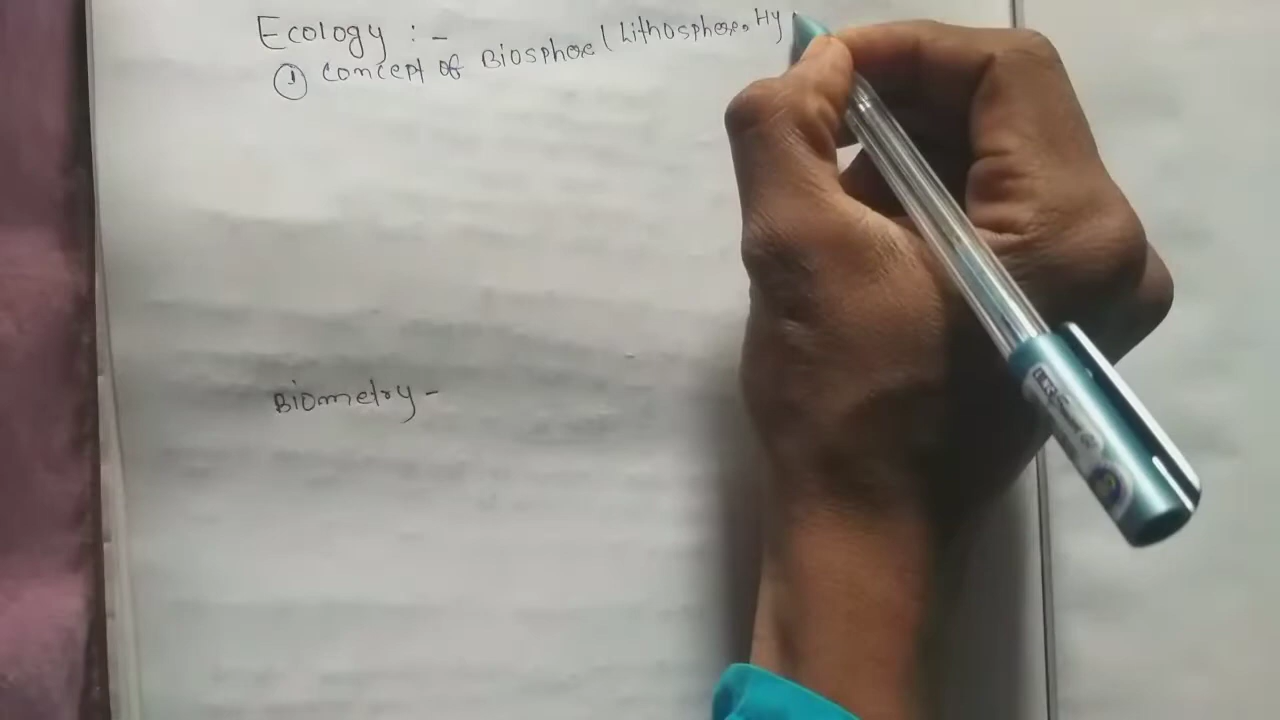 Ecology :-
① Concept of Biosphere (Lithosphere, Hy
Biometry -